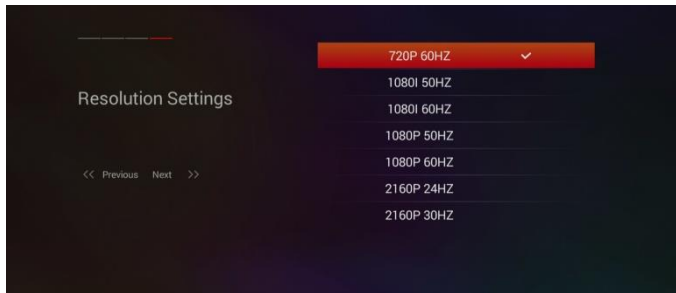 Resolution Settings
<< Previous Next >>
720P 60HZ
1080I 50HZ
1080I 60HZ
1080P 50HZ
1080P 60HZ
2160P 24HZ
2160P 30HZ